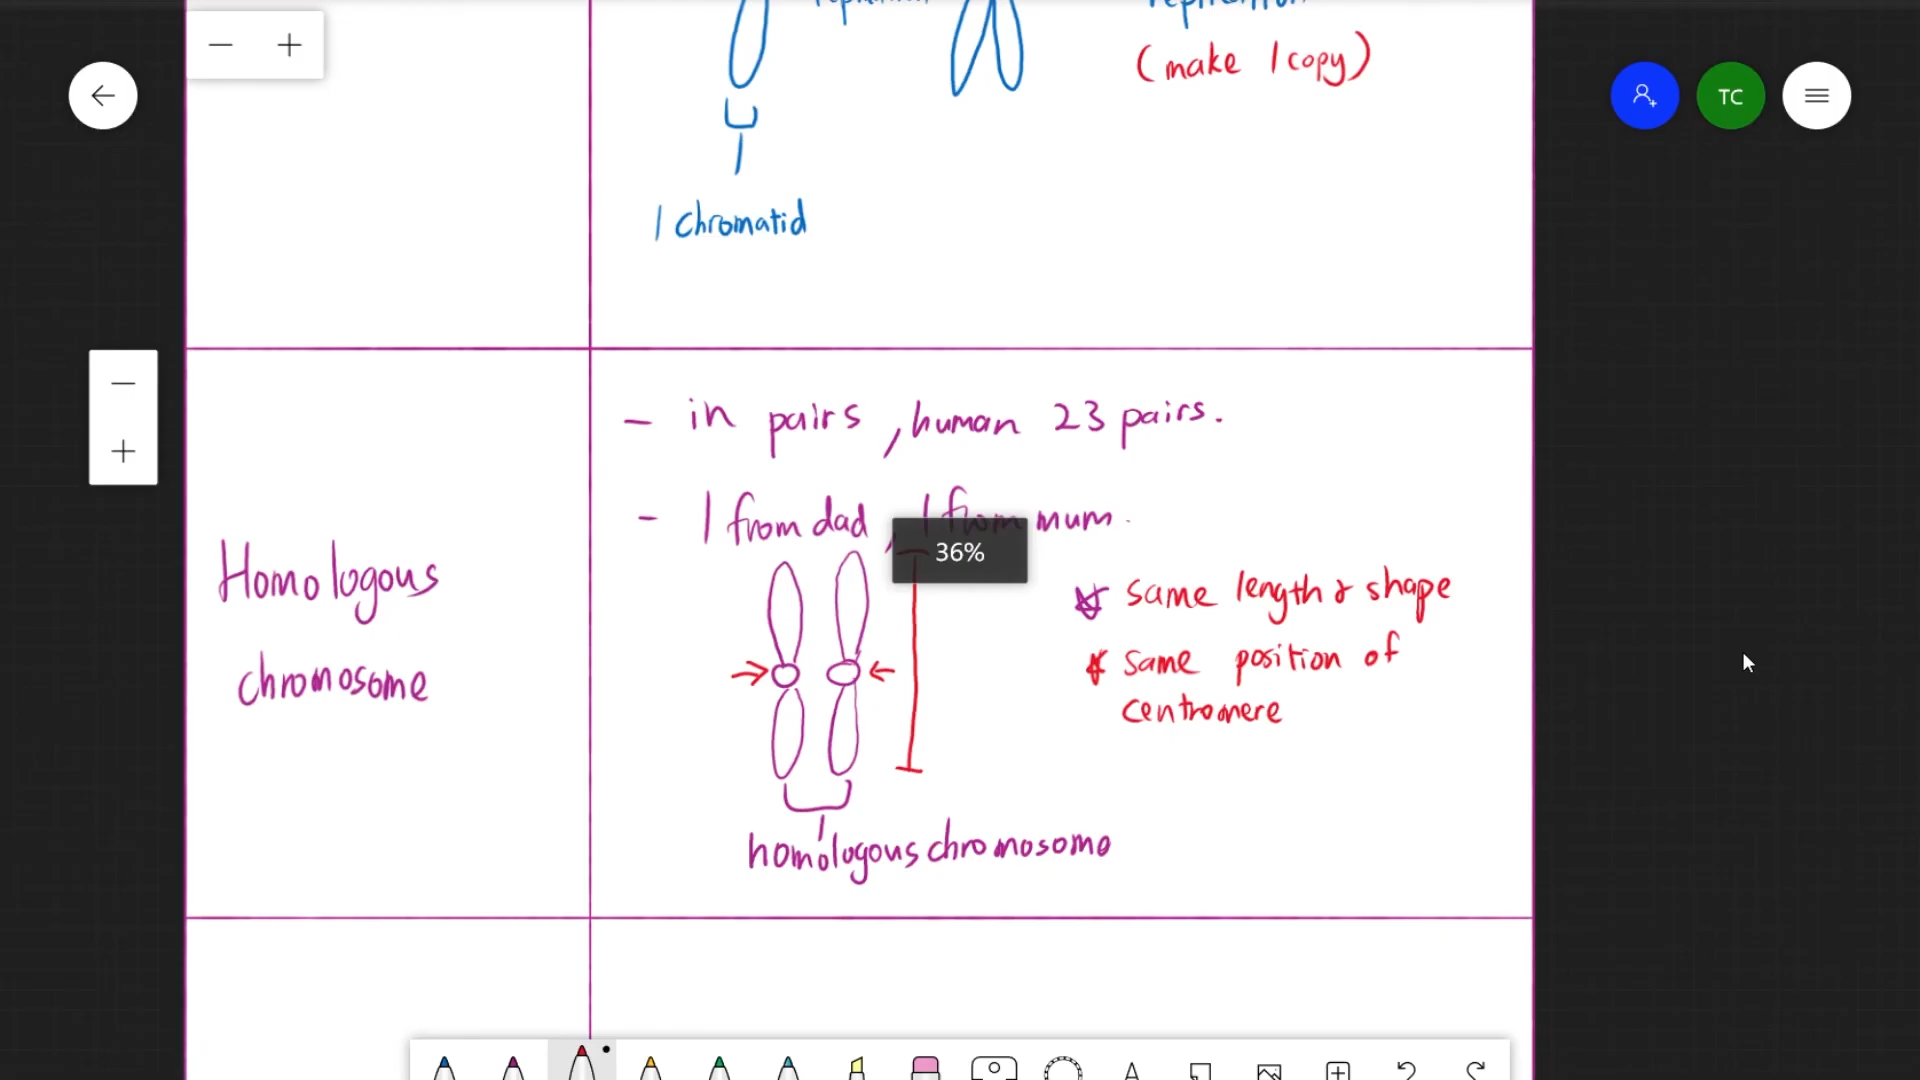 replication
(make 1 copy)
TC
1 chromatid
- in pairs, human 23 pairs.
- 1 from dad, 1 from mum.
36%
Homologous
chromosome
same length & shape
same position of
centromere
homologous chromosome